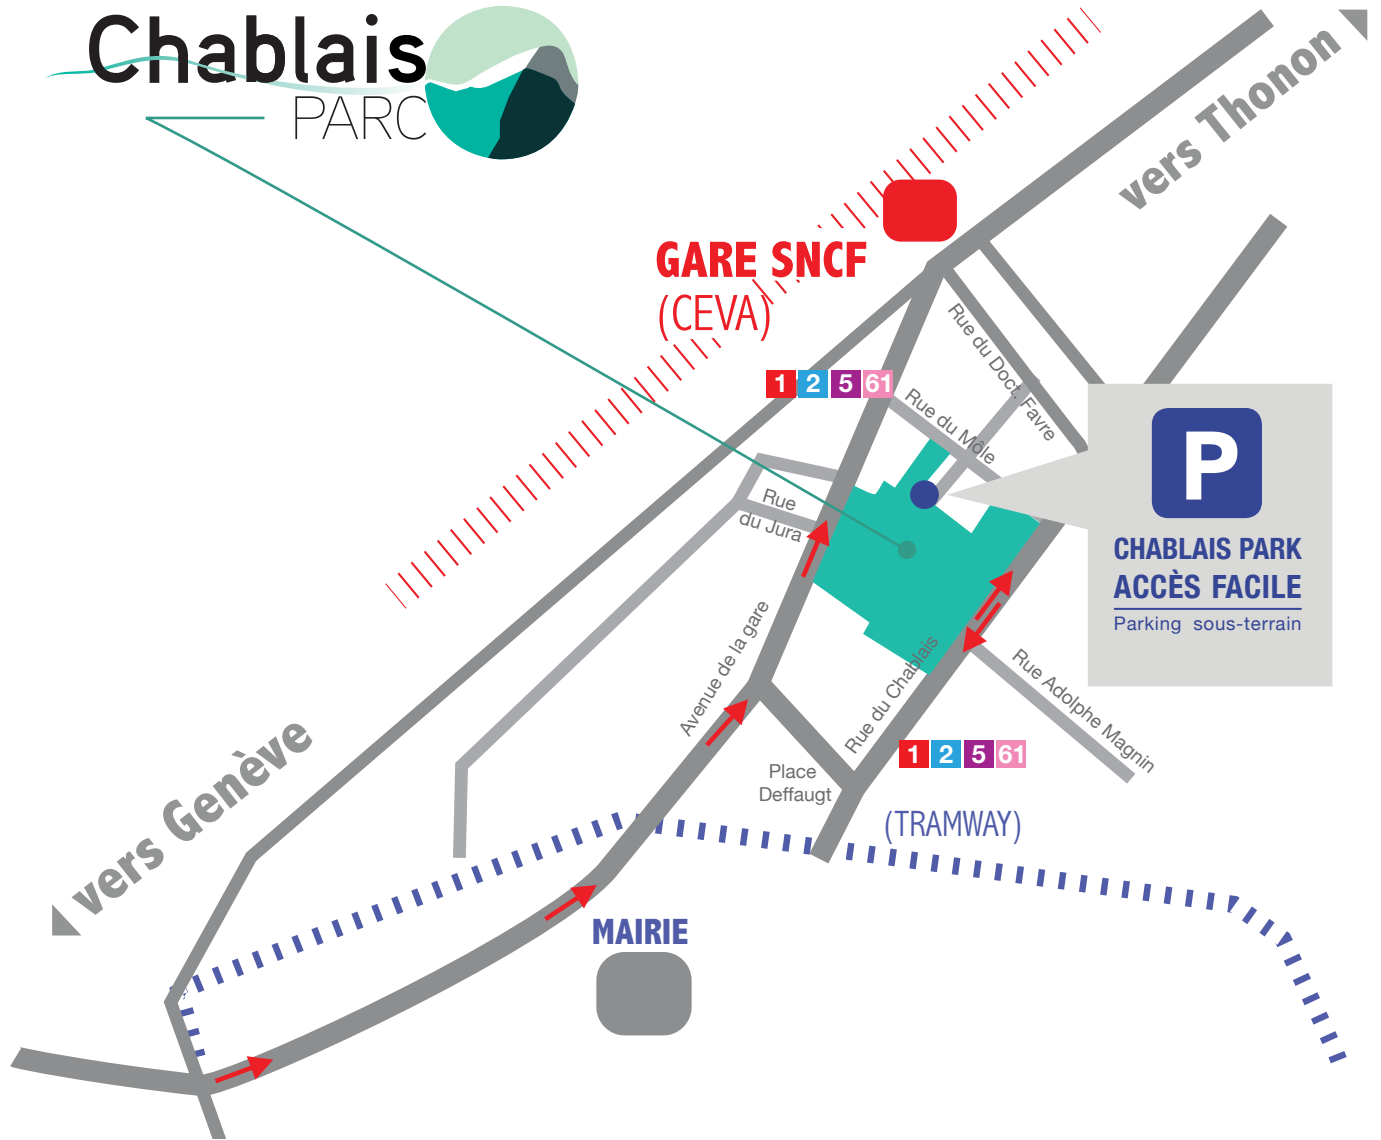 Chablais
PARC
vers Thonon
GARE SNCF
(CEVA)
Rue du Doct. Favre
1 2 5 61
Rue du Môle
P
Rue
du Jura
CHABLAIS PARK
ACCÈS FACILE
Parking sous-terrain
Avenue de la gare
Rue du Chablais
Rue Adolphe Magnin
vers Genève
1 2 5 61
Place
Deffaugt
(TRAMWAY)
MAIRIE